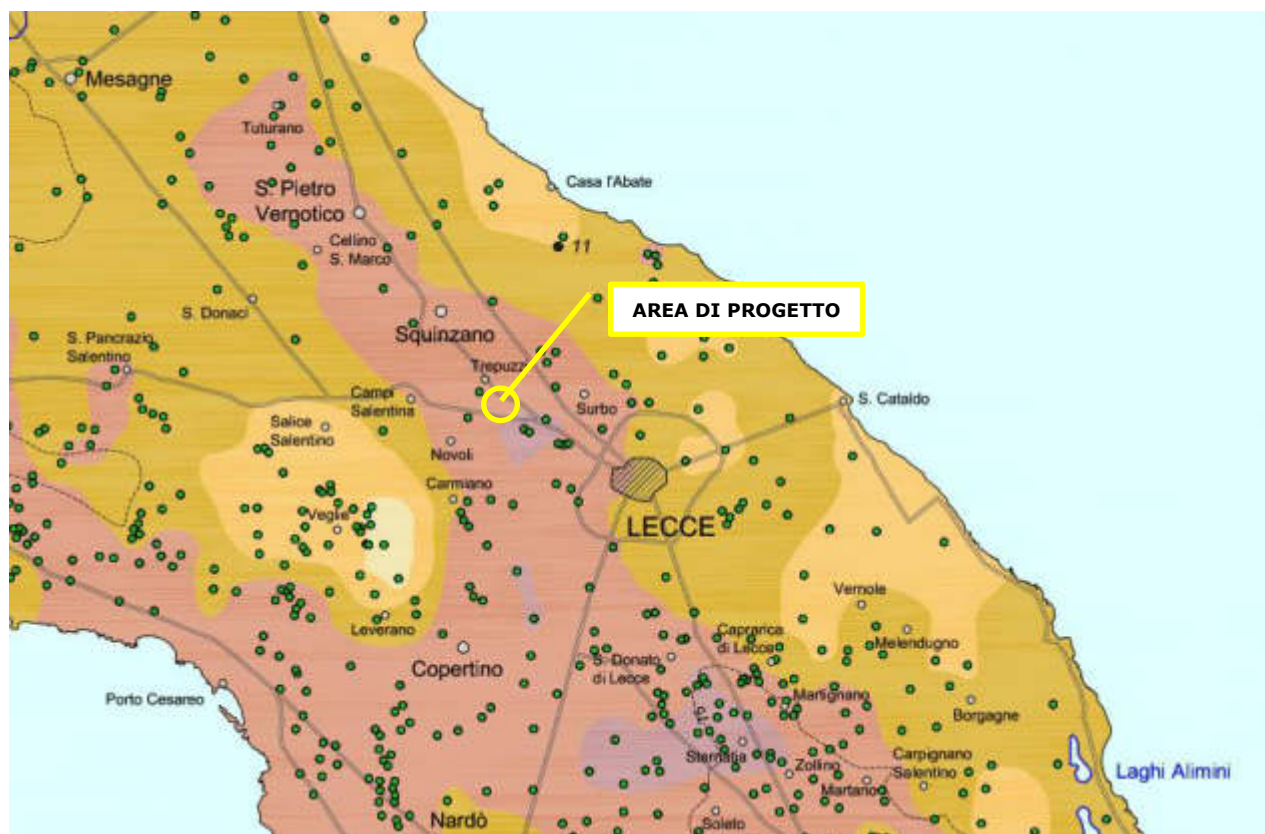 Mesagne
Tuturano
Casa l'Abate
S. Pietro
Vernotico
Cellino
S. Marco
11
S. Donaci
AREA DI PROGETTO
Squinzano
S. Pancrazio
Salentino
Trepuzzi
Campi
Salentina
Surbo
S. Cataldo
Salice
Salentino
Novoli
Carmiano
Veglie
LECCE
Vernole
Leverano
Caprarica
di Lecce
Melendugno
Copertino
S. Donato
di Lecce
Porto Cesareo
Martignano
Borgagne
Sternatia
Zollino
Carpignano
Salentino
Laghi Alimini
Martano
Nardò
Soleto